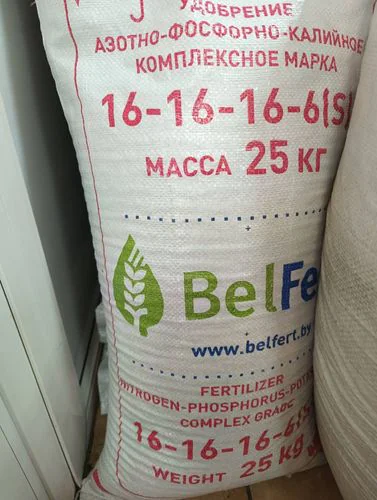 УДОБРЕНИЕ
АЗОТНО-ФОСФОРНО-КАЛИЙНОЕ
КОМПЛЕКСНОЕ МАРКА
16-16-16-6(S)
МАССА 25 КГ
BelFe
www.belfert.by
FERTILIZER
NITROGEN-PHOSPHORUS-POTAS
COMPLEX GRADE
16-16-16-6(S)
WEIGHT 25 KG